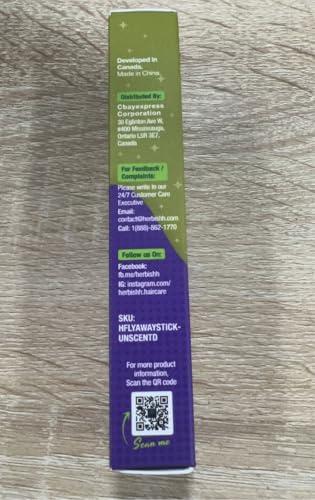 Developed in
Canada.
Made in China
Distributed By:
Cbayexpress
Corporation
30 Eglinton Ave W,
#400 Mississauga,
Ontario L5R 3E7,
Canada
For Feedback /
Complaints:
Please write to our
24/7 Customer Care
Executive
Email:
contact@herbishh.com
Call: 1(888)-862-1770
Follow us On:
Facebook:
fb.me/herbishh
IG: instagram.com/
herbishh.haircare
SKU:
HFLYAWAYSTICK-
UNSCENTD
For more product
information,
Scan the QR code
Scan me